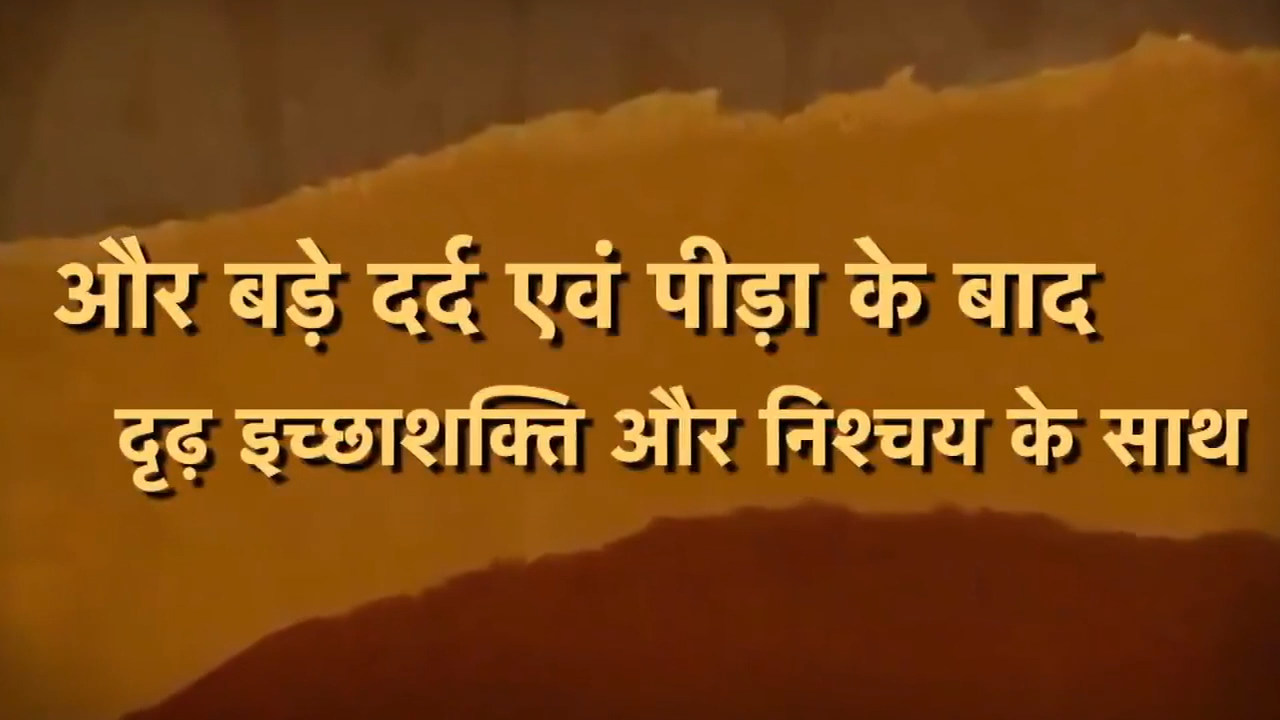 और बड़े दर्द एवं पीड़ा के बाद
दृढ़ इच्छाशक्ति और निश्चय के साथ